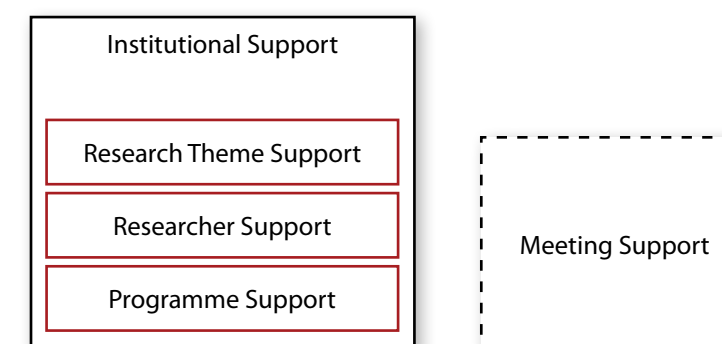 Institutional Support
Research Theme Support
Researcher Support
Programme Support
Meeting Support